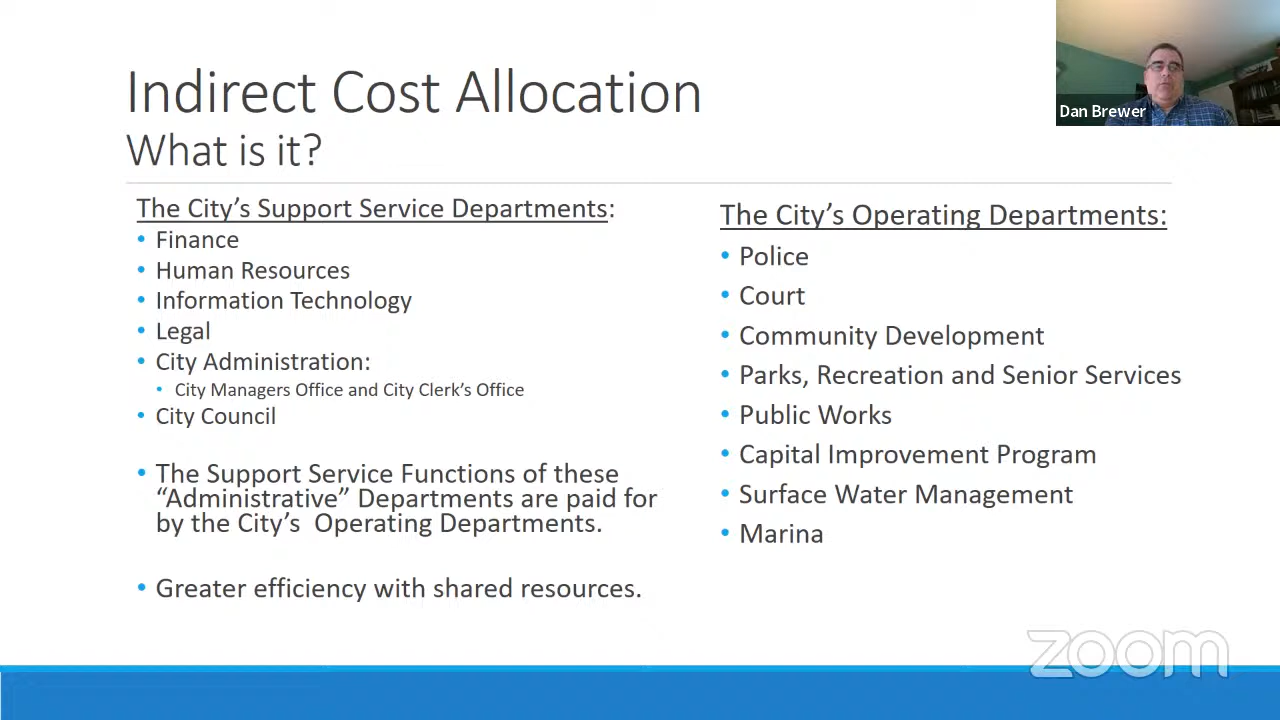 Indirect Cost Allocation
What is it?
Dan Brewer
The City’s Support Service Departments:
• Finance
• Human Resources
• Information Technology
• Legal
• City Administration:
• City Managers Office and City Clerk’s Office
• City Council
• The Support Service Functions of these
“Administrative” Departments are paid for
by the City’s  Operating Departments.
• Greater efficiency with shared resources.
The City’s Operating Departments:
• Police
• Court
• Community Development
• Parks, Recreation and Senior Services
• Public Works
• Capital Improvement Program
• Surface Water Management
• Marina
zoom